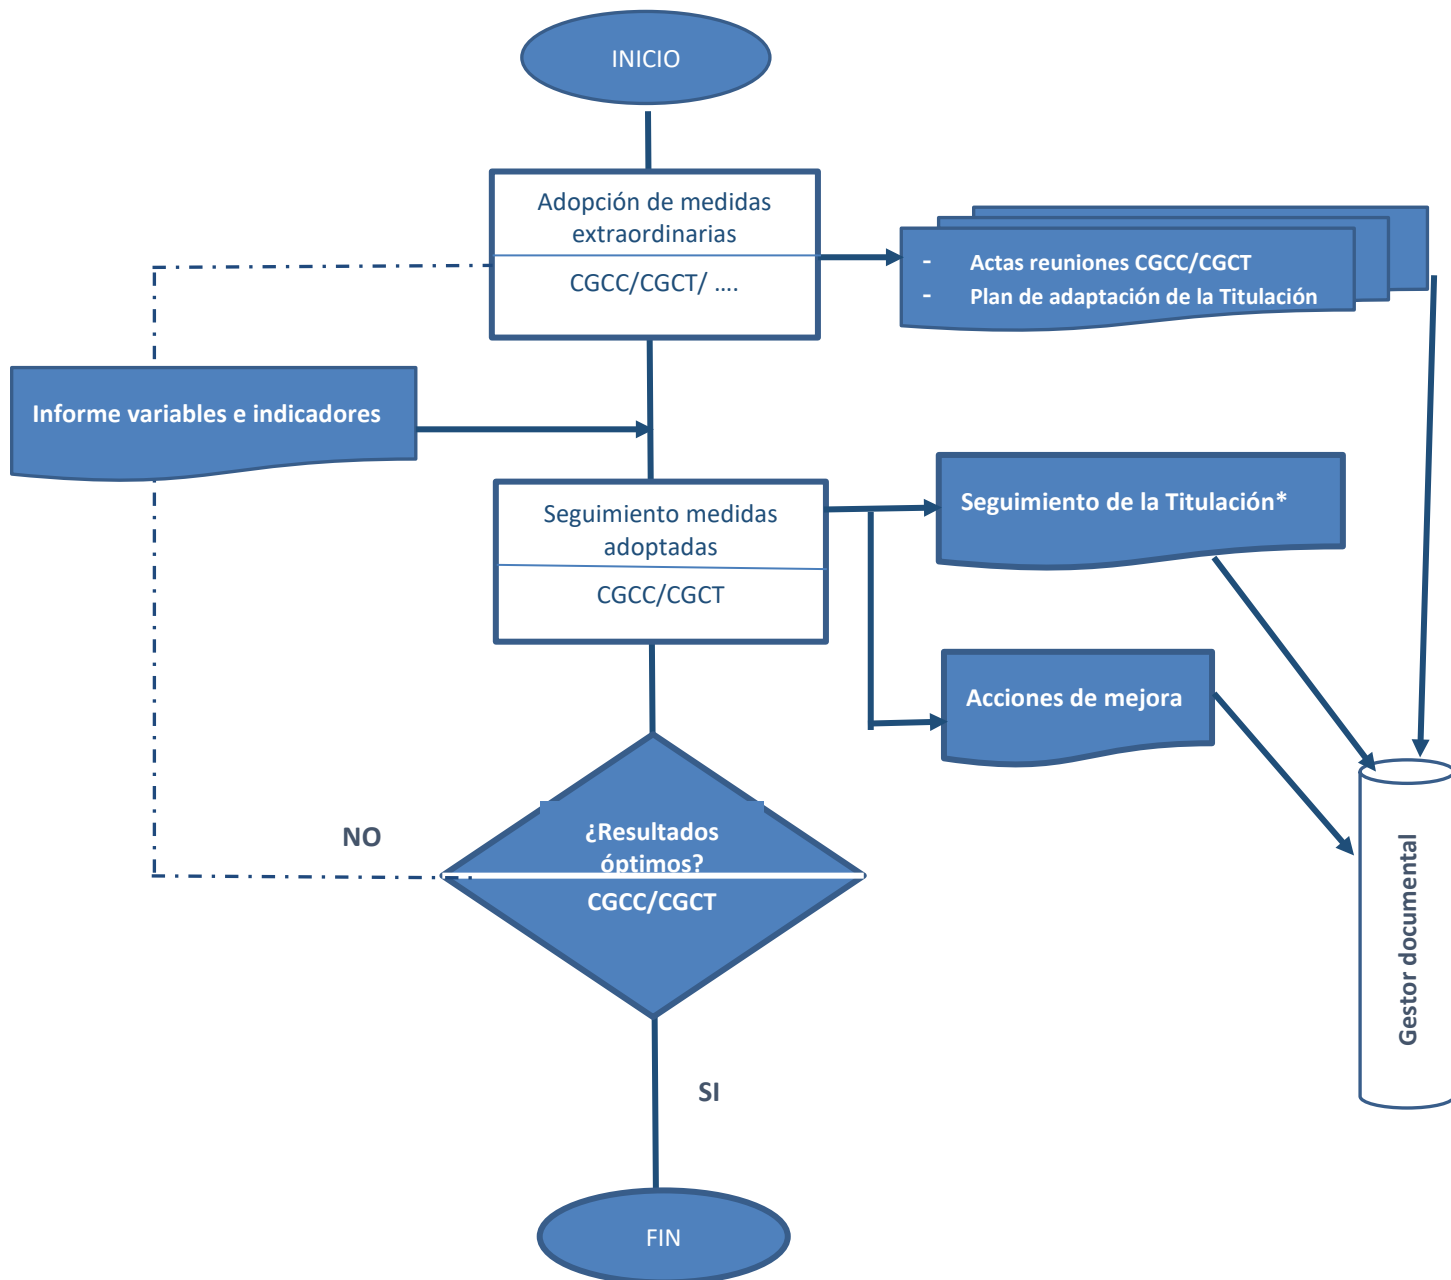 INICIO
Adopción de medidas
extraordinarias
CGCC/CGCT/ ....
- Actas reuniones CGCC/CGCT
- Plan de adaptación de la Titulación
Informe variables e indicadores
Seguimiento medidas
adoptadas
CGCC/CGCT
Seguimiento de la Titulación*
Acciones de mejora
NO
¿Resultados
óptimos?
CGCC/CGCT
Gestor documental
SI
FIN